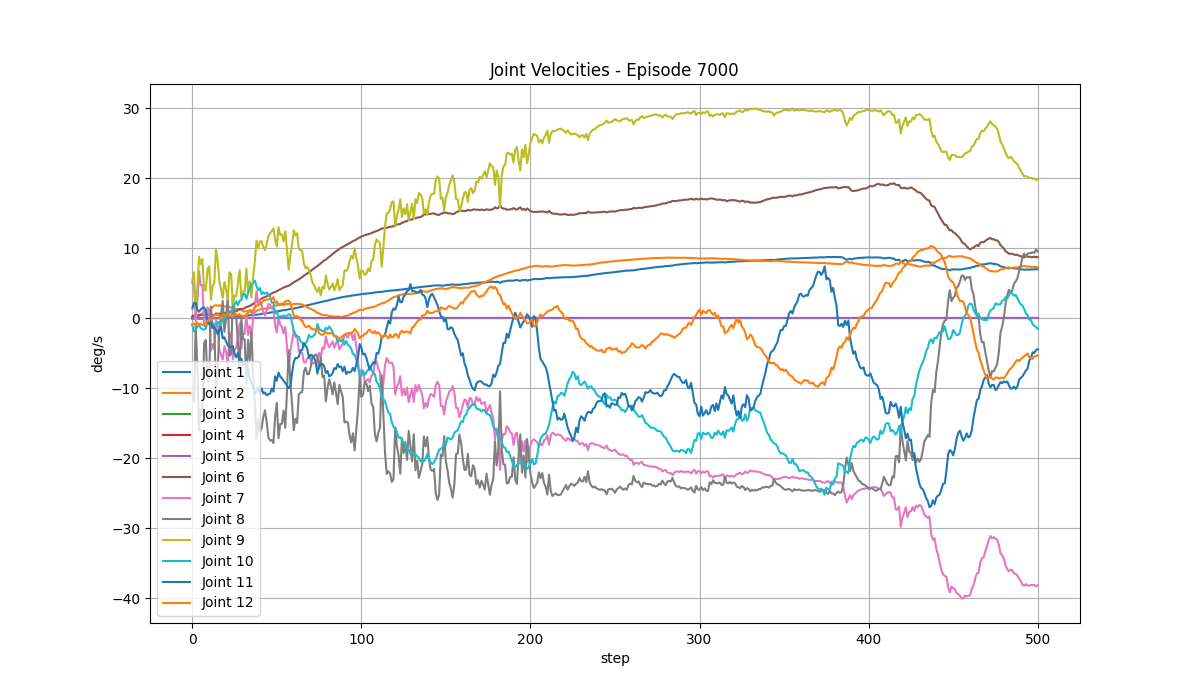 Joint Velocities - Episode 7000
deg/s
30
20
10
0
−10
−20
−30
−40
Joint 1
Joint 2
Joint 3
Joint 4
Joint 5
Joint 6
Joint 7
Joint 8
Joint 9
Joint 10
Joint 11
Joint 12
0 100 200 300 400 500
step